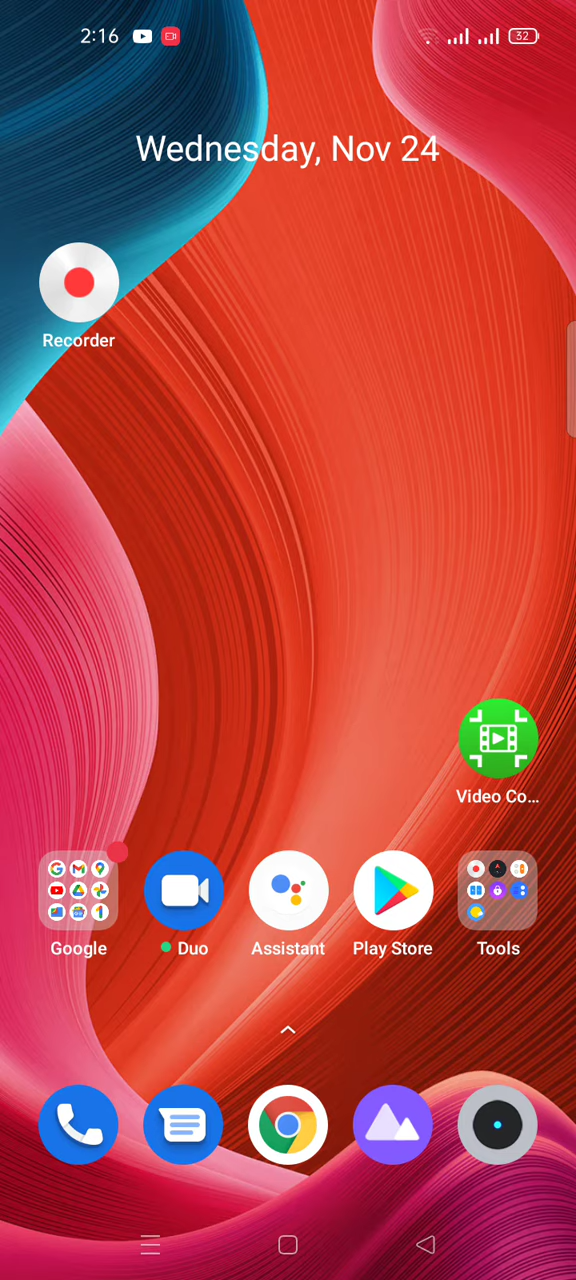 2:16
32
Wednesday, Nov 24
Recorder
Video Co...
Google
Duo
Assistant
Play Store
Tools